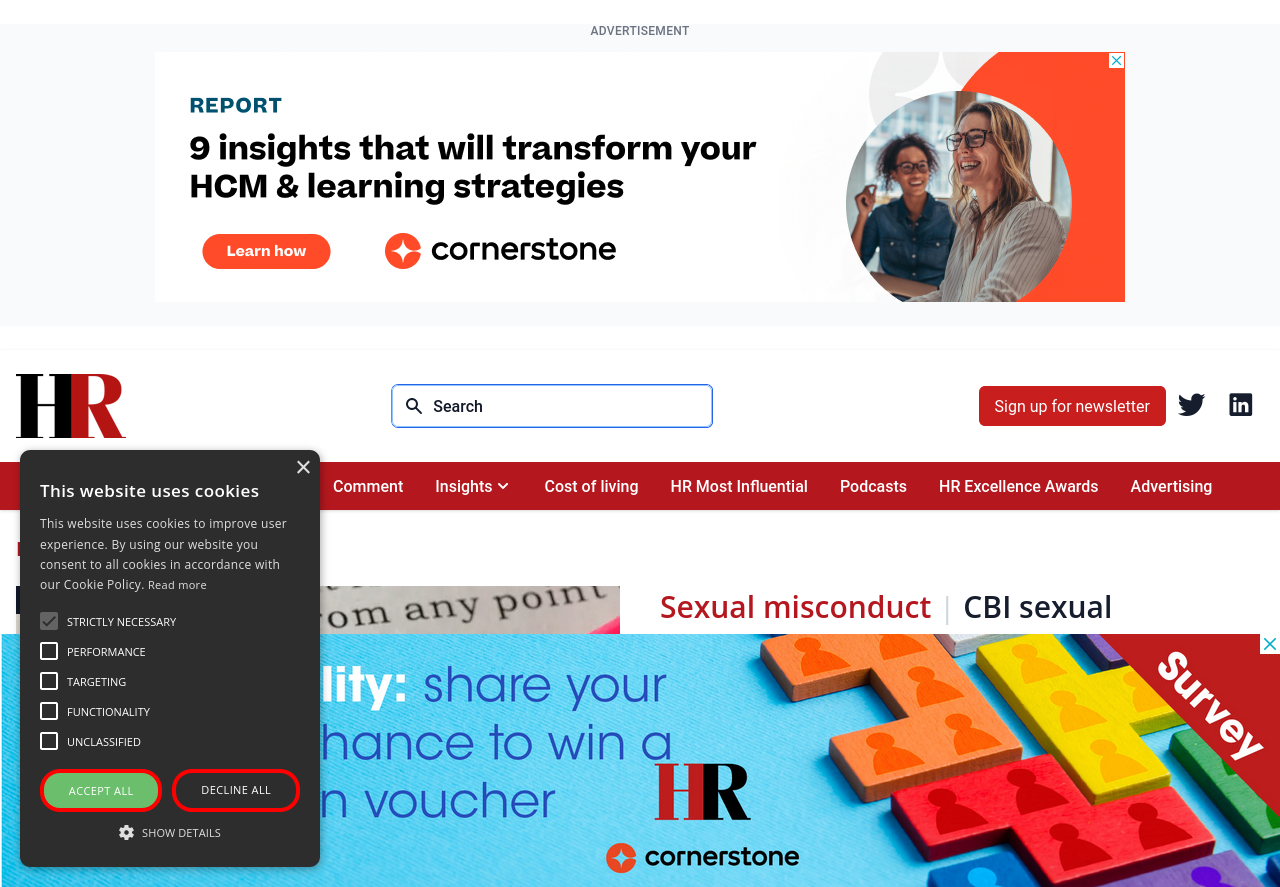 ADVERTISEMENT
REPORT
9 insights that will transform your
HCM & learning strategies
Learn how
cornerstone
HR
Search
Sign up for newsletter
Comment
Insights
Cost of living
HR Most Influential
Podcasts
HR Excellence Awards
Advertising
This website uses cookies
This website uses cookies to improve user
experience. By using our website you
consent to all cookies in accordance with
our Cookie Policy. Read more
STRICTLY NECESSARY
PERFORMANCE
TARGETING
FUNCTIONALITY
UNCLASSIFIED
ACCEPT ALL
DECLINE ALL
SHOW DETAILS
from any point
Sexual misconduct | CBI sexual
lity: share your
hance to win a
n voucher
HR
cornerstone
Survey